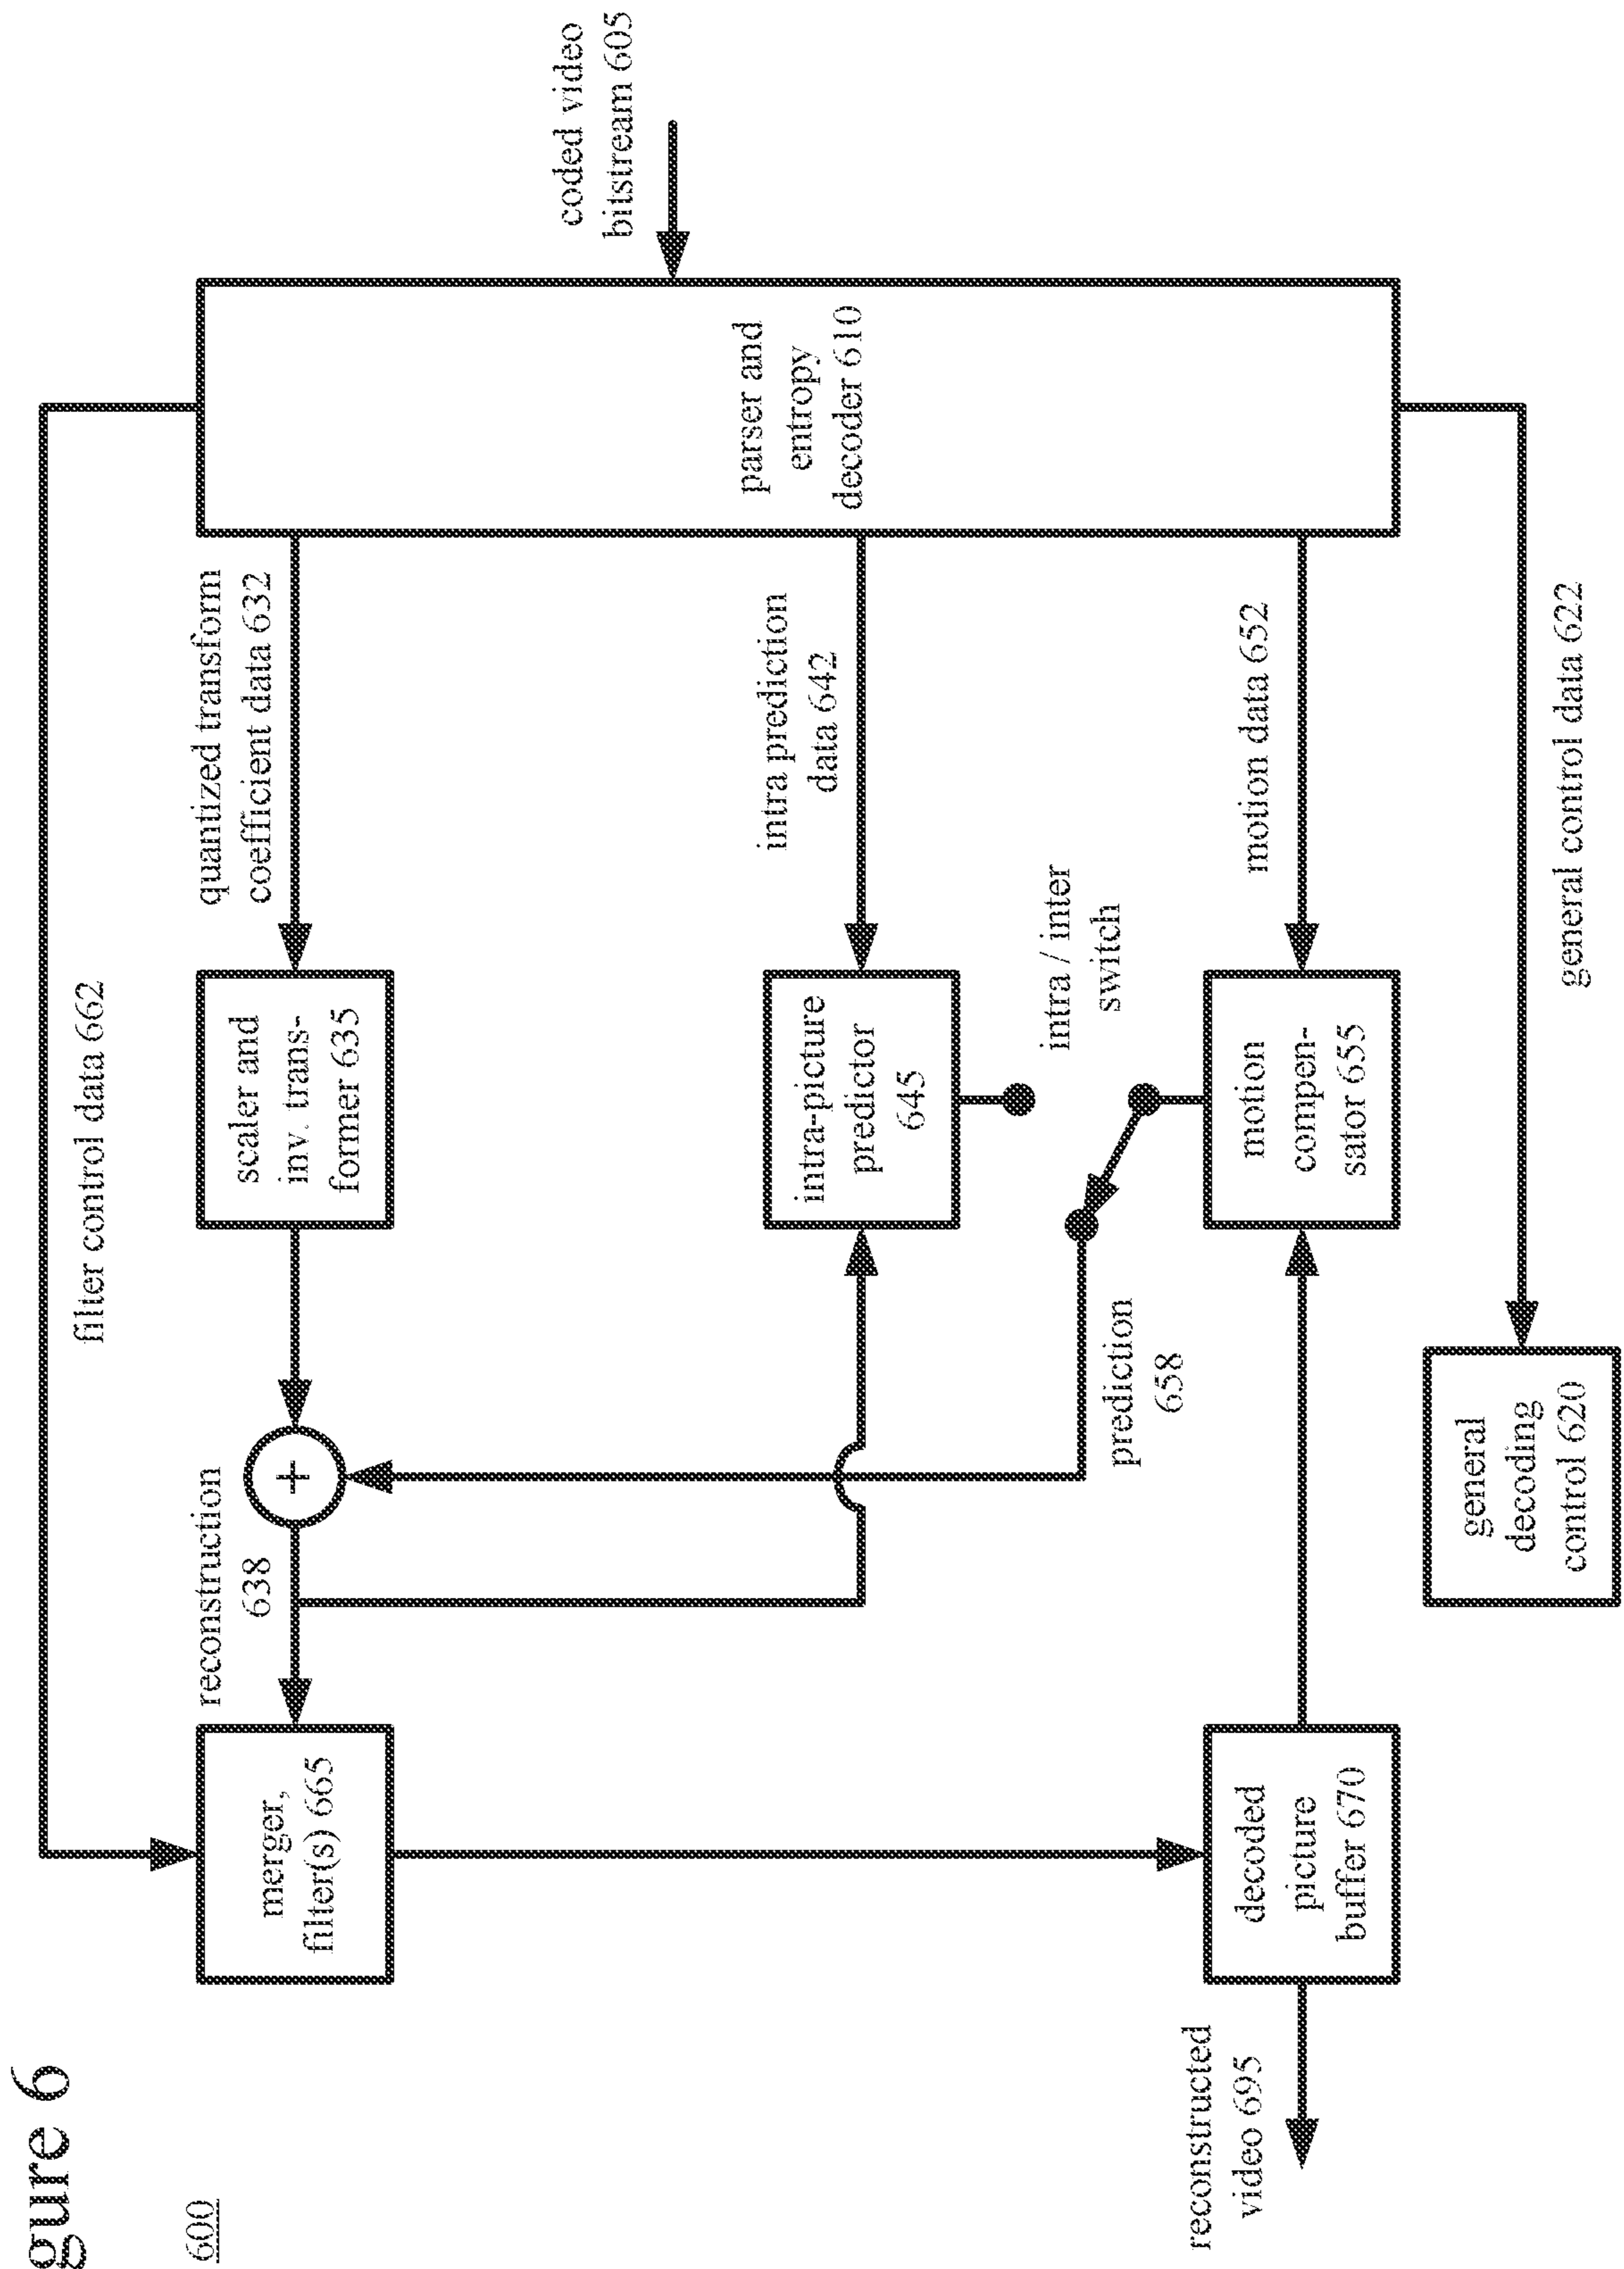 gure 6
600
filter control data 662
merger,
filter(s) 665
reconstruction
638
+
scaler and
inv. trans-
former 635
quantized transform
coefficient data 632
coded video
bitstream 605
parser and
entropy
decoder 610
intra-picture
predictor
645
intra prediction
data 642
intra / inter
switch
prediction
658
reconstructed
video 695
decoded
picture
buffer 670
motion
compen-
sator 655
motion data 652
general
decoding
control 620
general control data 622